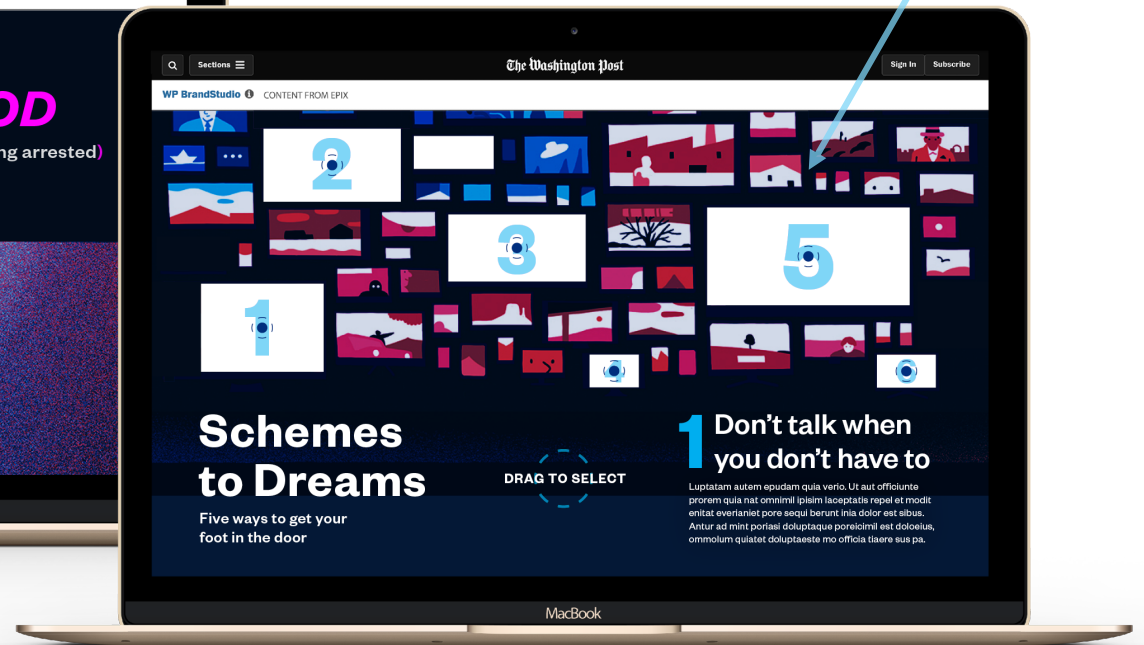 OD
ng arrested)
Sections
The Washington Post
Sign In
Subscribe
WP BrandStudio
CONTENT FROM EPIX
2
3
5
1
4
6
Schemes
to Dreams
Five ways to get your
foot in the door
DRAG TO SELECT
1 Don’t talk when
you don’t have to
Luptatam autem epudam quia verio. Ut aut officiunte
prorem quia nat omnimil ipisim laceptatis repel et modit
enitat everianiet pore sequi berunt inia dolor est sibus.
Antur ad mint poriasi doluptaque poreicimil est doloeius,
ommolum quiatet doluptaeste mo officia tiaere sus pa.
MacBook